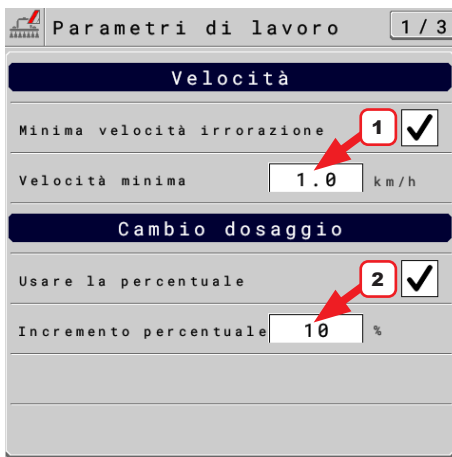 Parametri di lavoro 1/3
Velocità
Minima velocità irrorazione 1
Velocità minima 1.0 km/h
Cambio dosaggio
Usare la percentuale 2
Incremento percentuale 10 %